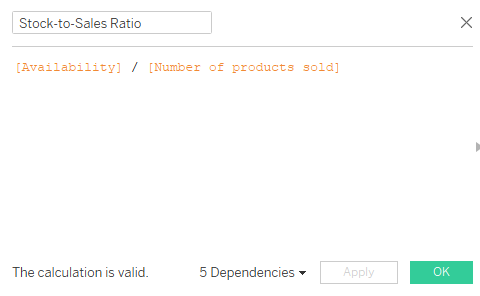 Stock-to-Sales Ratio
[Availability] / [Number of products sold]
The calculation is valid. 5 Dependencies Apply OK